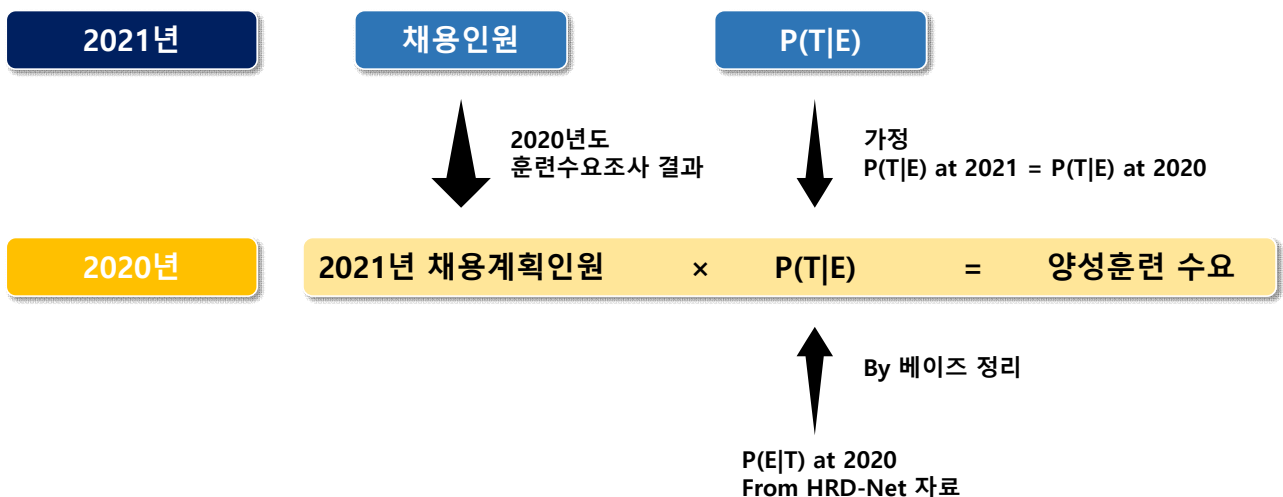 2021년
채용인원
P(T|E)
2020년도
훈련수요조사 결과
가정
P(T|E) at 2021 = P(T|E) at 2020
2020년
2021년 채용계획인원 × P(T|E) = 양성훈련 수요
By 베이즈 정리
P(E|T) at 2020
From HRD-Net 자료